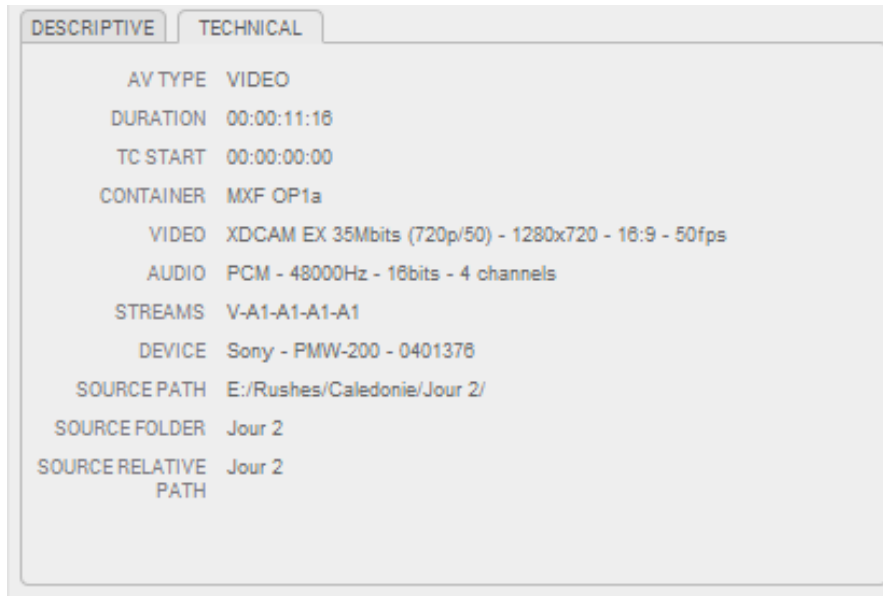 DESCRIPTIVE TECHNICAL
AV TYPE VIDEO
DURATION 00:00:11:16
TC START 00:00:00:00
CONTAINER MXF OP1a
VIDEO XDCAM EX 35Mbits (720p/50) - 1280x720 - 16:9 - 50fps
AUDIO PCM - 48000Hz - 16bits - 4 channels
STREAMS V-A1-A1-A1-A1
DEVICE Sony - PMW-200 - 0401376
SOURCE PATH E:/Rushes/Caledonie/Jour 2/
SOURCE FOLDER Jour 2
SOURCE RELATIVE Jour 2
PATH